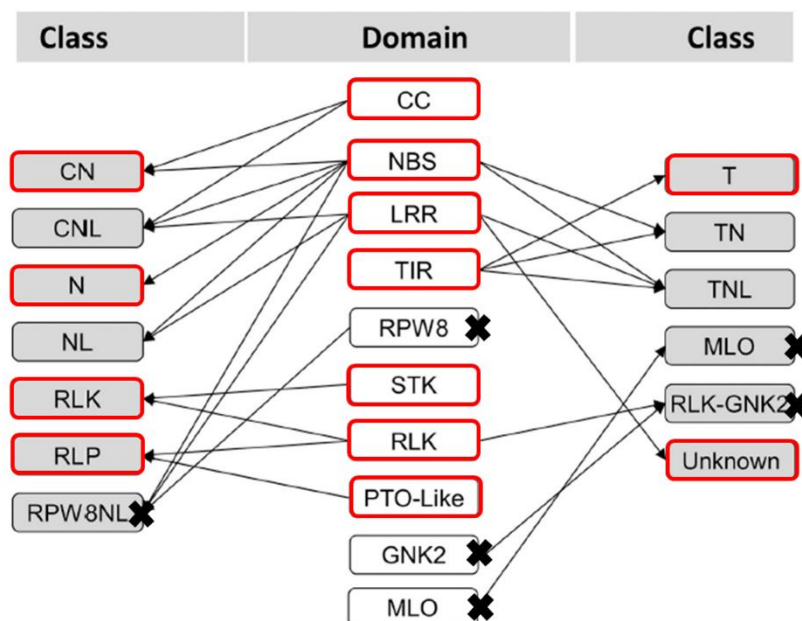 Class Domain Class
CC
CN NBS T
CNL LRR TN
N TIR TNL
NL RPW8 MLO
RLK STK RLK-GNK2
RLP RLK Unknown
RPW8NL PTO-Like
GNK2
MLO